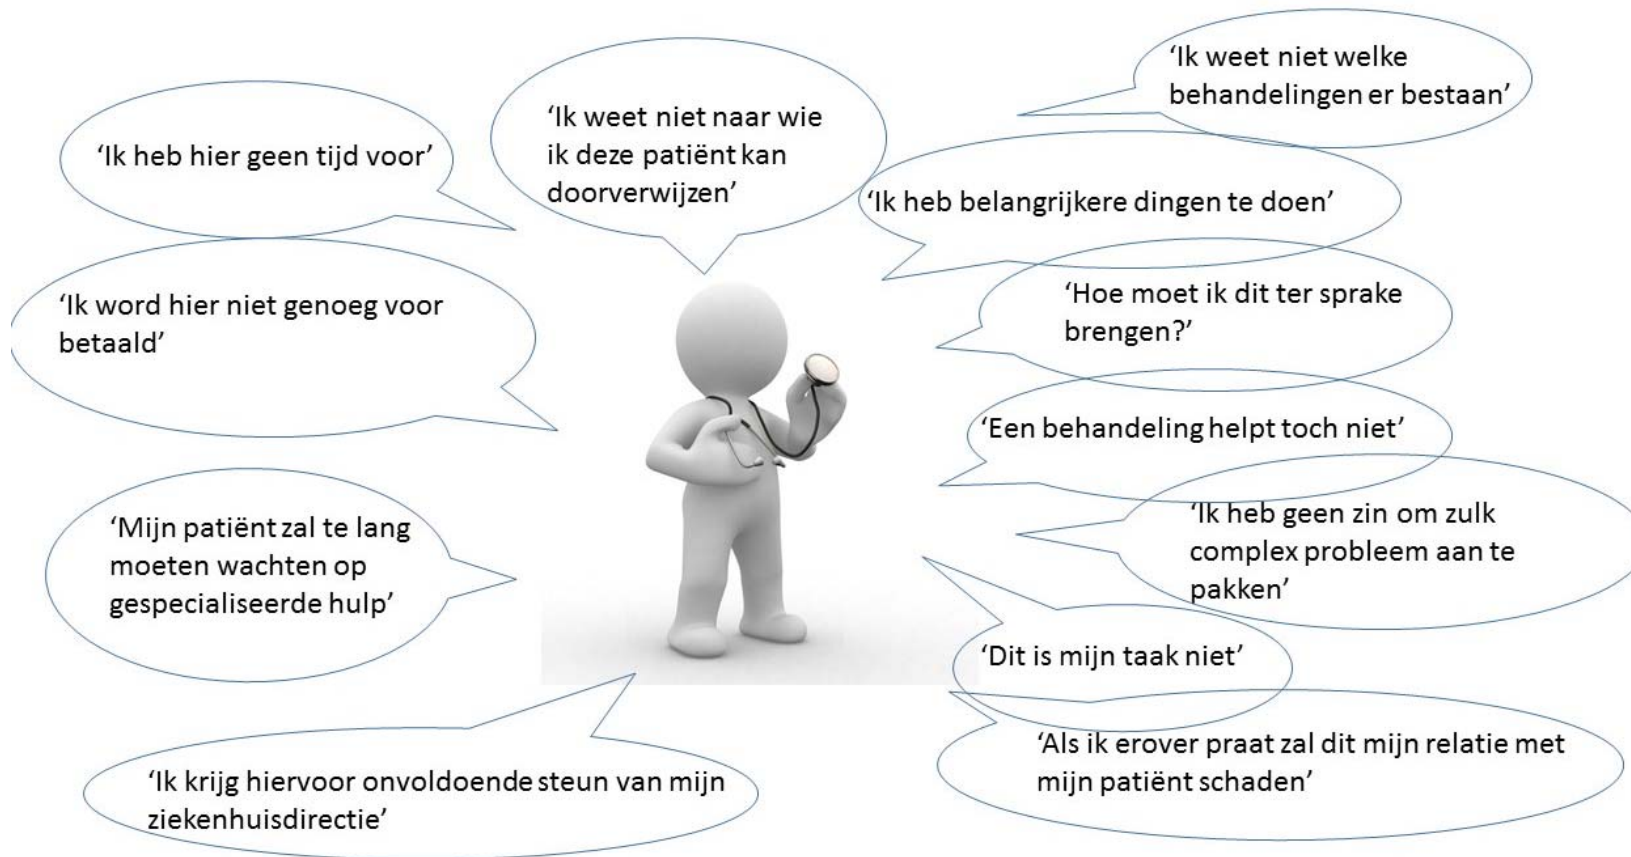 ‘Ik weet niet welke
behandelingen er bestaan’
‘Ik weet niet naar wie
ik deze patiënt kan
doorverwijzen’
‘Ik heb hier geen tijd voor’
‘Ik heb belangrijkere dingen te doen’
‘Ik word hier niet genoeg voor
betaald’
‘Hoe moet ik dit ter sprake
brengen?’
‘Een behandeling helpt toch niet’
‘Mijn patiënt zal te lang
moeten wachten op
gespecialiseerde hulp’
‘Ik heb geen zin om zulk
complex probleem aan te
pakken’
‘Dit is mijn taak niet’
‘Als ik erover praat zal dit mijn relatie met
mijn patiënt schaden’
‘Ik krijg hiervoor onvoldoende steun van mijn
ziekenhuisdirectie’